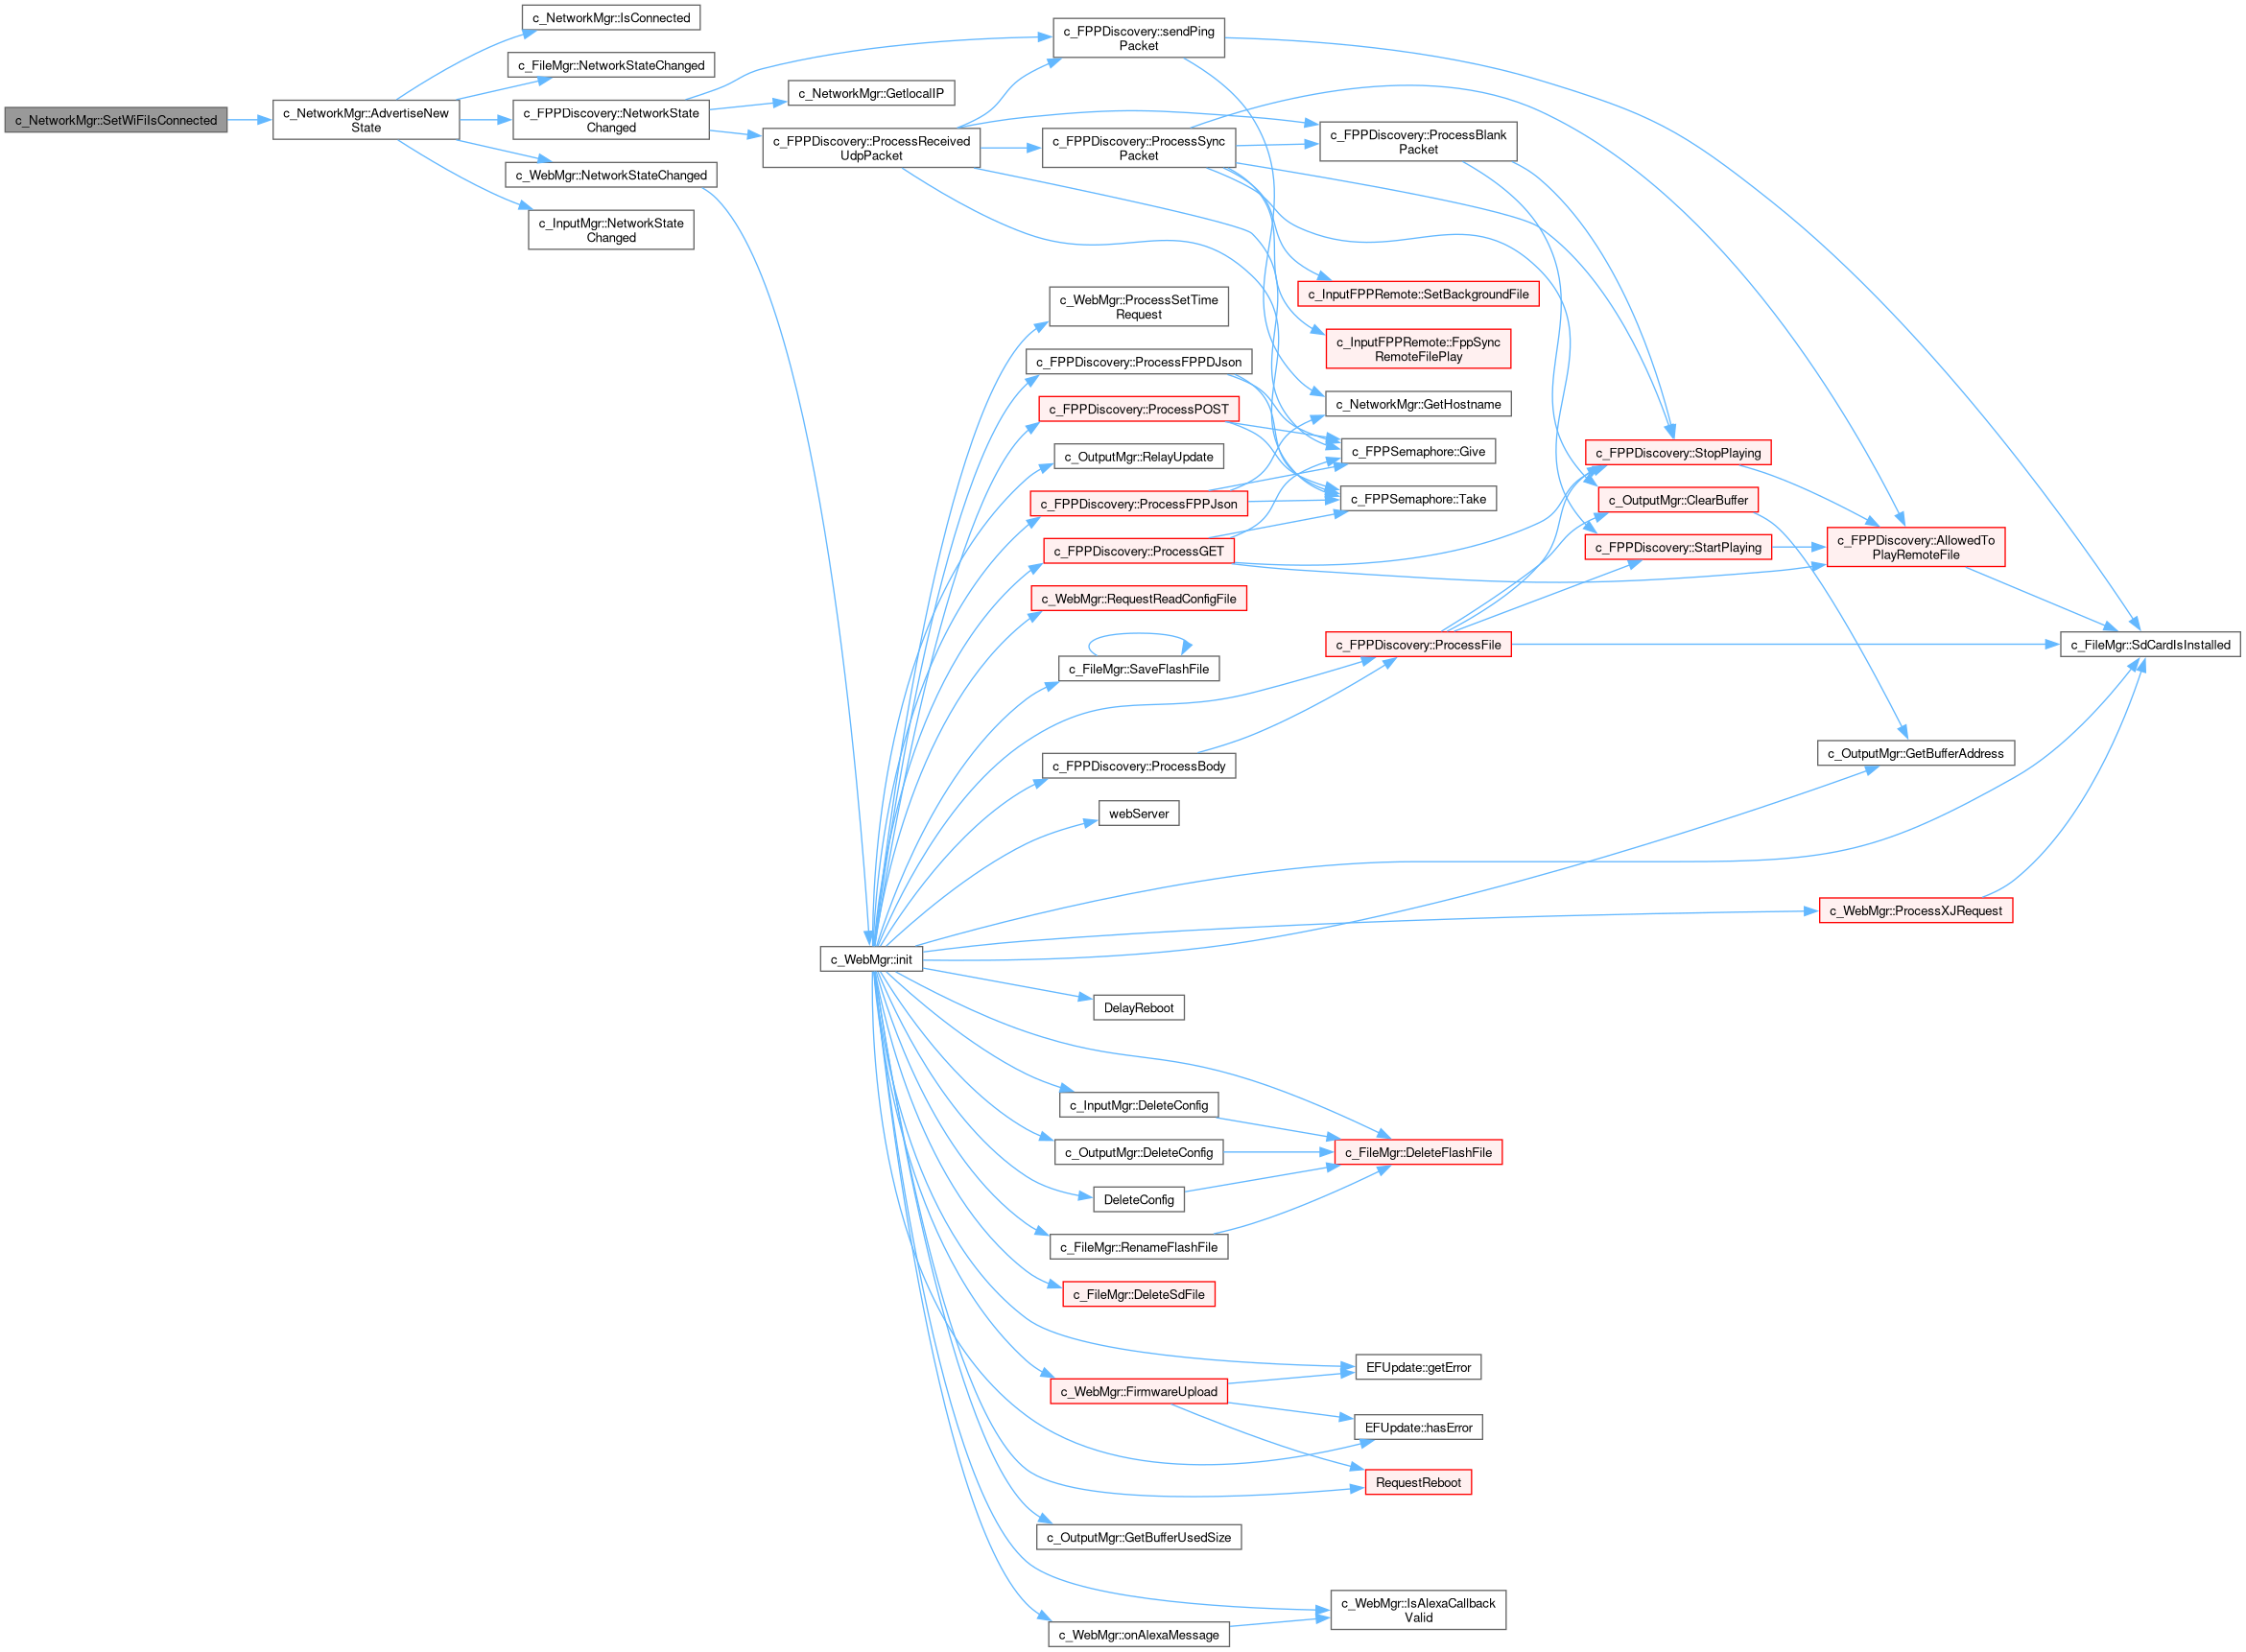 c_NetworkMgr::SetWiFiIsConnected
c_NetworkMgr::AdvertiseNew
State
c_NetworkMgr::IsConnected
c_FileMgr::NetworkStateChanged
c_FPPDiscovery::NetworkState
Changed
c_WebMgr::NetworkStateChanged
c_InputMgr::NetworkState
Changed
c_NetworkMgr::GetlocalIP
c_FPPDiscovery::ProcessReceived
UdpPacket
c_WebMgr::init
c_FPPDiscovery::sendPing
Packet
c_FPPDiscovery::ProcessSync
Packet
c_WebMgr::ProcessSetTime
Request
c_FPPDiscovery::ProcessFPPDJson
c_FPPDiscovery::ProcessPOST
c_OutputMgr::RelayUpdate
c_FPPDiscovery::ProcessFPPJson
c_FPPDiscovery::ProcessGET
c_WebMgr::RequestReadConfigFile
c_FileMgr::SaveFlashFile
c_FPPDiscovery::ProcessBody
webServer
DelayReboot
c_InputMgr::DeleteConfig
c_OutputMgr::DeleteConfig
DeleteConfig
c_FileMgr::RenameFlashFile
c_FileMgr::DeleteSdFile
c_WebMgr::FirmwareUpload
c_OutputMgr::GetBufferUsedSize
c_WebMgr::onAlexaMessage
c_FPPDiscovery::ProcessBlank
Packet
c_InputFPPRemote::SetBackgroundFile
c_InputFPPRemote::FppSync
RemoteFilePlay
c_NetworkMgr::GetHostname
c_FPPSemaphore::Give
c_FPPSemaphore::Take
c_FPPDiscovery::ProcessFile
c_FileMgr::DeleteFlashFile
EFUpdate::getError
EFUpdate::hasError
RequestReboot
c_WebMgr::IsAlexaCallback
Valid
c_FPPDiscovery::StopPlaying
c_OutputMgr::ClearBuffer
c_FPPDiscovery::StartPlaying
c_FPPDiscovery::AllowedTo
PlayRemoteFile
c_OutputMgr::GetBufferAddress
c_WebMgr::ProcessXJRequest
c_FileMgr::SdCardIsInstalled